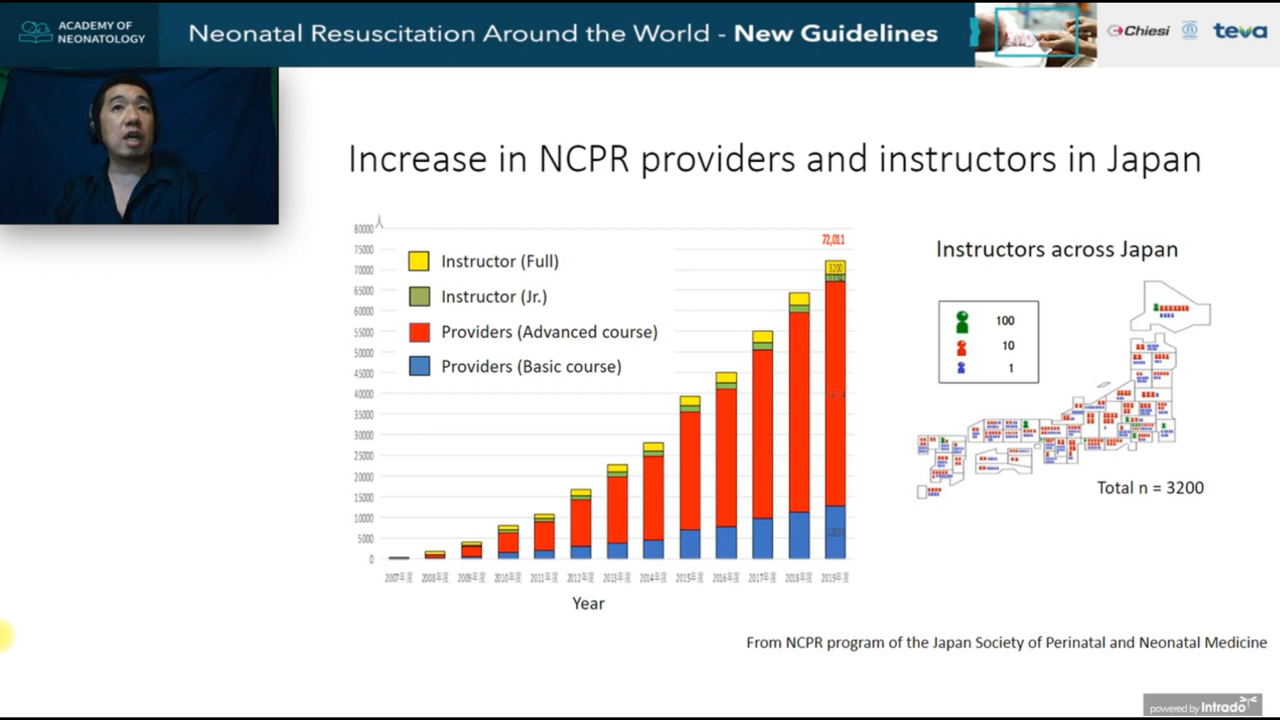 ACADEMY OF
NEONATOLOGY
Neonatal Resuscitation Around the World - New Guidelines
Chiesi
teva
Increase in NCPR providers and instructors in Japan
人
80000
75000
70000
65000
60000
55000
50000
45000
40000
35000
30000
25000
20000
15000
10000
5000
0
72,011
3200
Instructor (Full)
Instructor (Jr.)
Providers (Advanced course)
Providers (Basic course)
2007年度 2008年度 2009年度 2010年度 2011年度 2012年度 2013年度 2014年度 2015年度 2016年度 2017年度 2018年度 2019年度
Year
Instructors across Japan
100
10
1
Total n = 3200
From NCPR program of the Japan Society of Perinatal and Neonatal Medicine
powered by Intrado